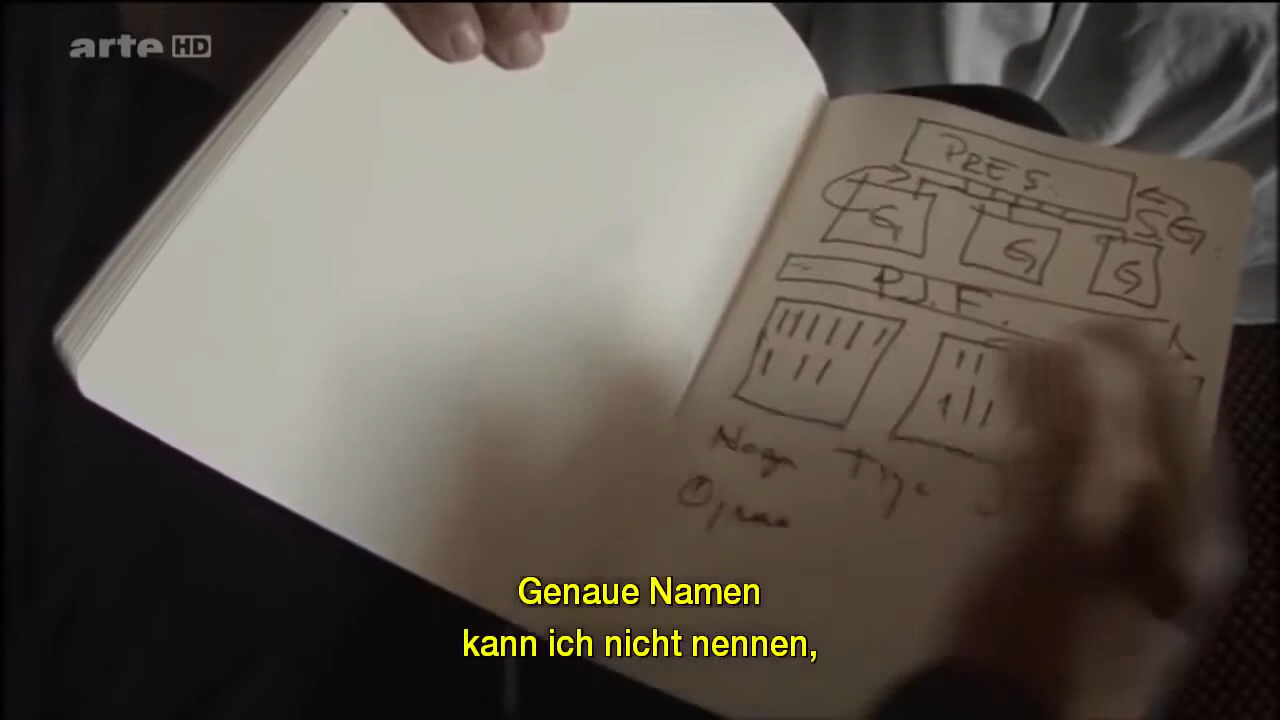 arte HD
PRES.
SG
G G G
P.J.F.
Genaue Namen
kann ich nicht nennen,